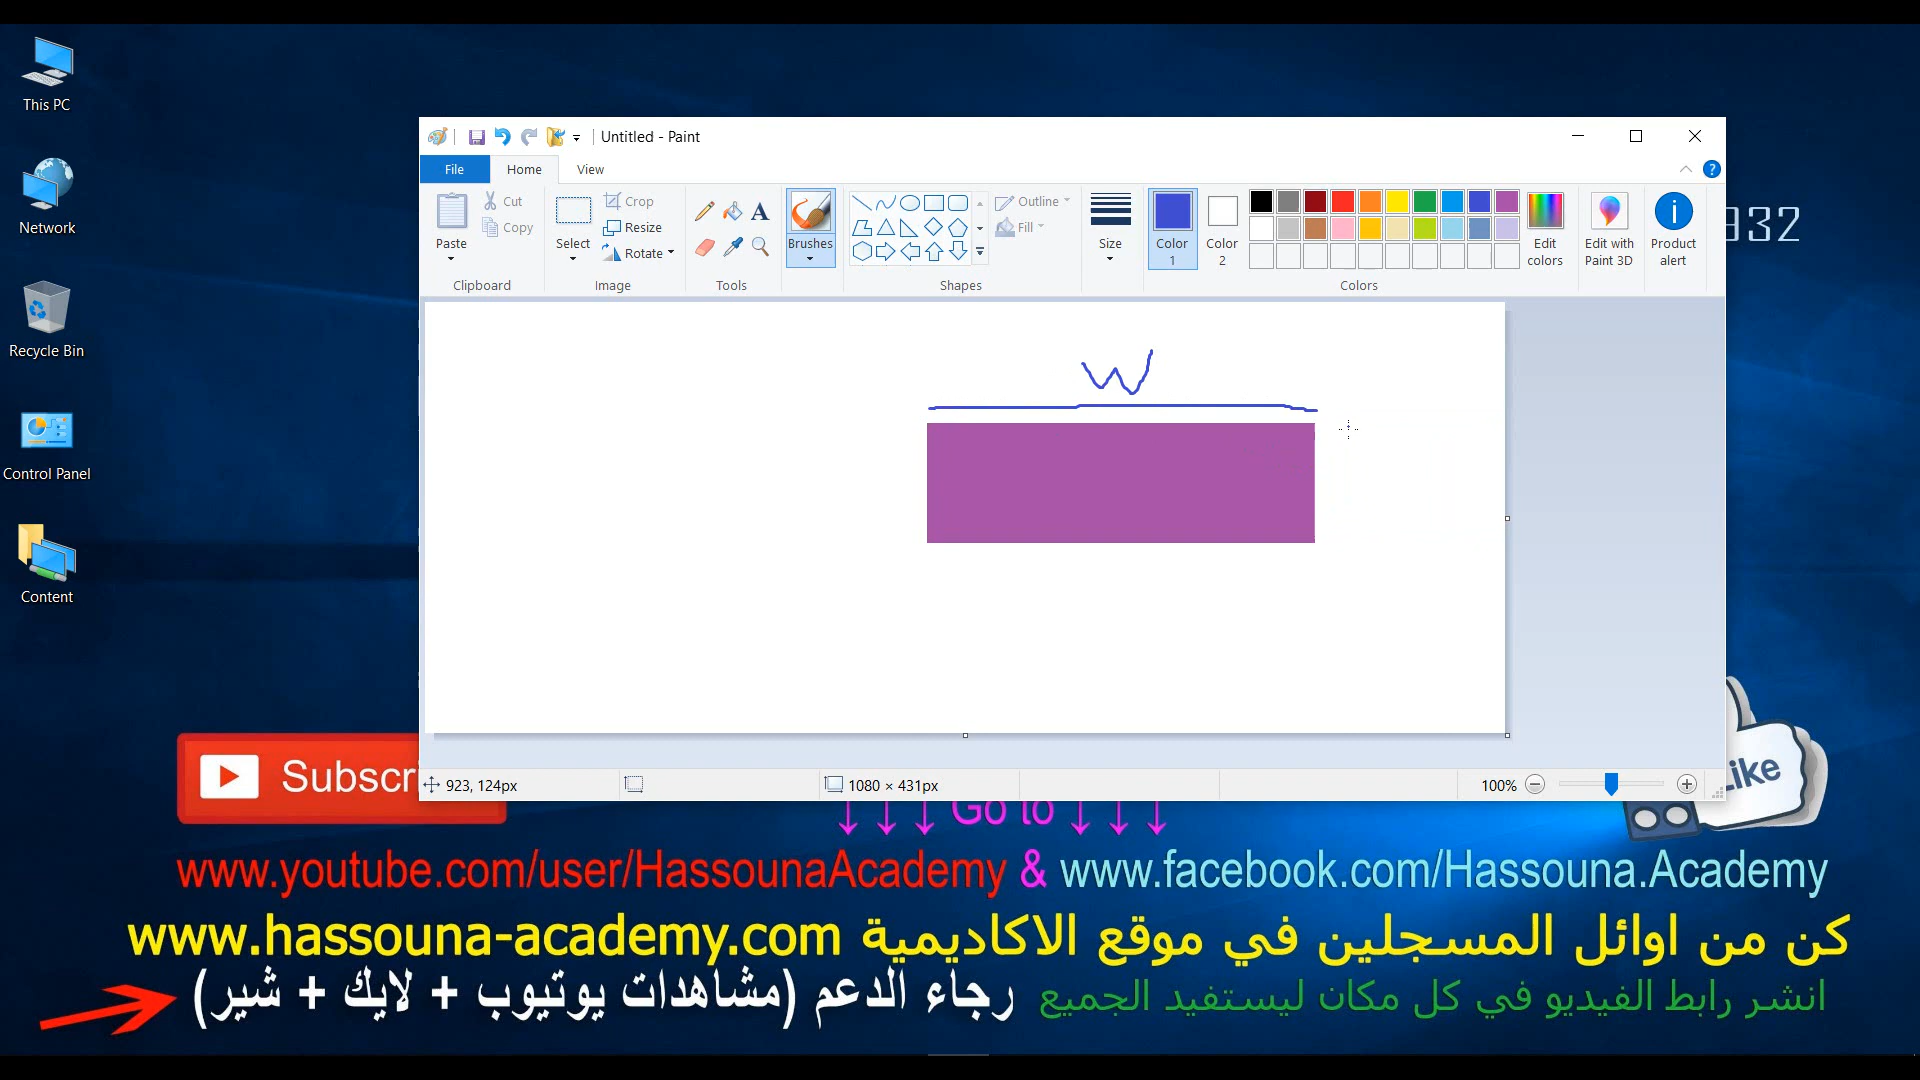 This PC
Network
Recycle Bin
Control Panel
Content
Untitled - Paint
File Home View
Paste
Cut
Copy
Clipboard
Select
Crop
Resize
Rotate
Image
Tools
Brushes
Outline
Fill
Shapes
Size
Color 1
Color 2
Edit colors
Colors
Edit with Paint 3D
Product alert
932
W
923, 124px
1080 × 431px
100%
Subscri
Like
↓ ↓ ↓ Go to ↓ ↓ ↓
www.youtube.com/user/HassounaAcademy & www.facebook.com/Hassouna.Academy
كن من اوائل المسجلين في موقع الاكاديمية www.hassouna-academy.com
انشر رابط الفيديو في كل مكان ليستفيد الجميع رجاء الدعم (مشاهدات يوتيوب + لايك + شير)